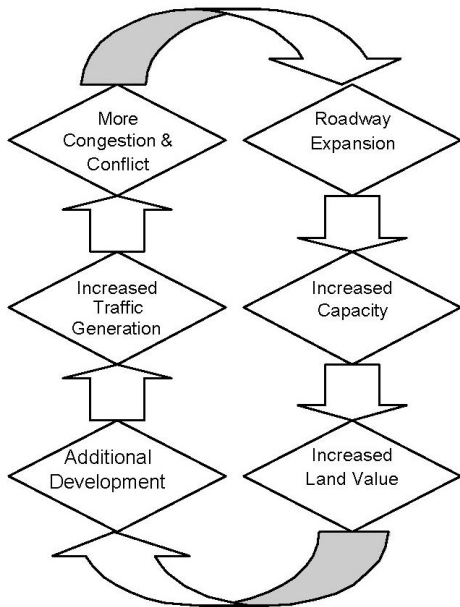 More
Congestion &
Conflict
Roadway
Expansion
Increased
Traffic
Generation
Increased
Capacity
Additional
Development
Increased
Land Value